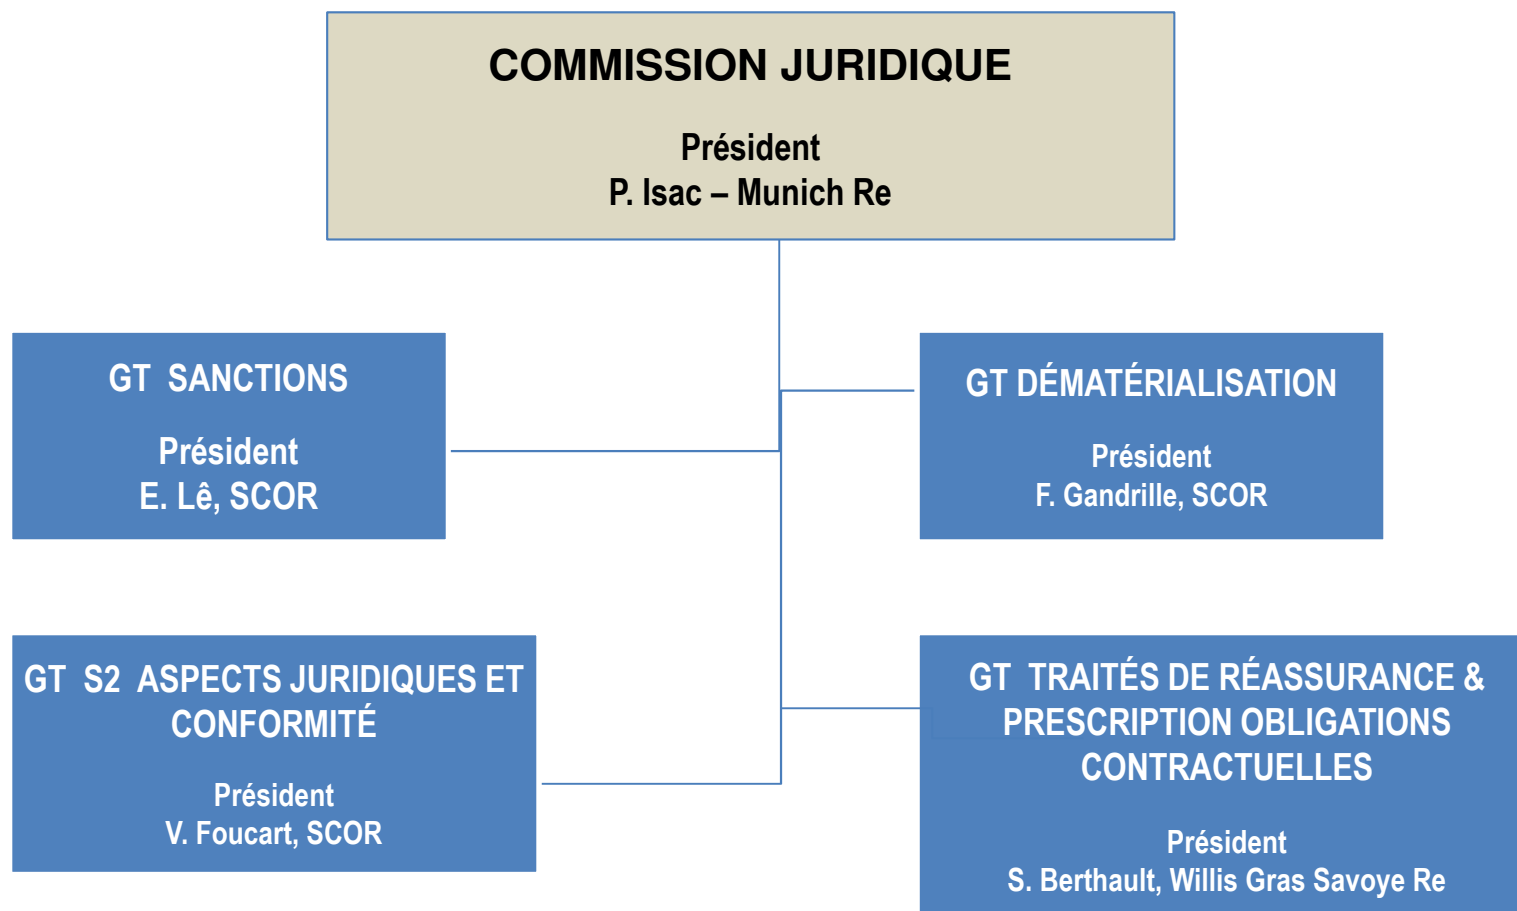 COMMISSION JURIDIQUE
Président
P. Isac – Munich Re
GT SANCTIONS
Président
E. Lê, SCOR
GT DÉMATÉRIALISATION
Président
F. Gandrille, SCOR
GT S2 ASPECTS JURIDIQUES ET
CONFORMITÉ
Président
V. Foucart, SCOR
GT TRAITÉS DE RÉASSURANCE &
PRESCRIPTION OBLIGATIONS
CONTRACTUELLES
Président
S. Berthault, Willis Gras Savoye Re